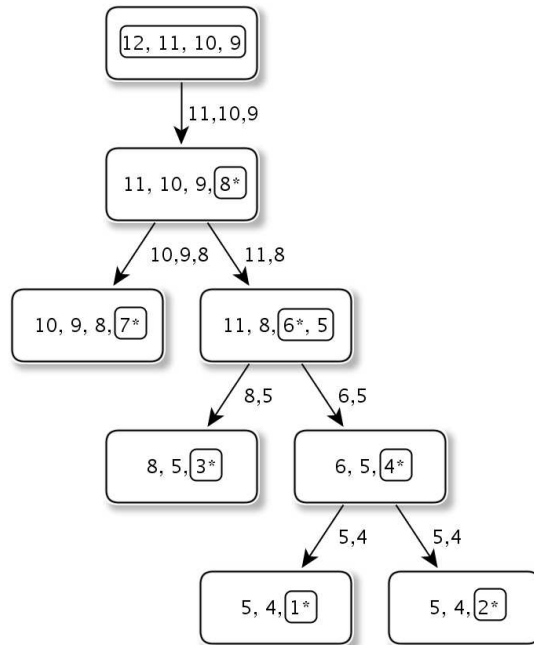 12, 11, 10, 9
11,10,9
11, 10, 9, 8*
10,9,8 11,8
10, 9, 8, 7* 11, 8, 6*, 5
8,5 6,5
8, 5, 3* 6, 5, 4*
5,4 5,4
5, 4, 1* 5, 4, 2*